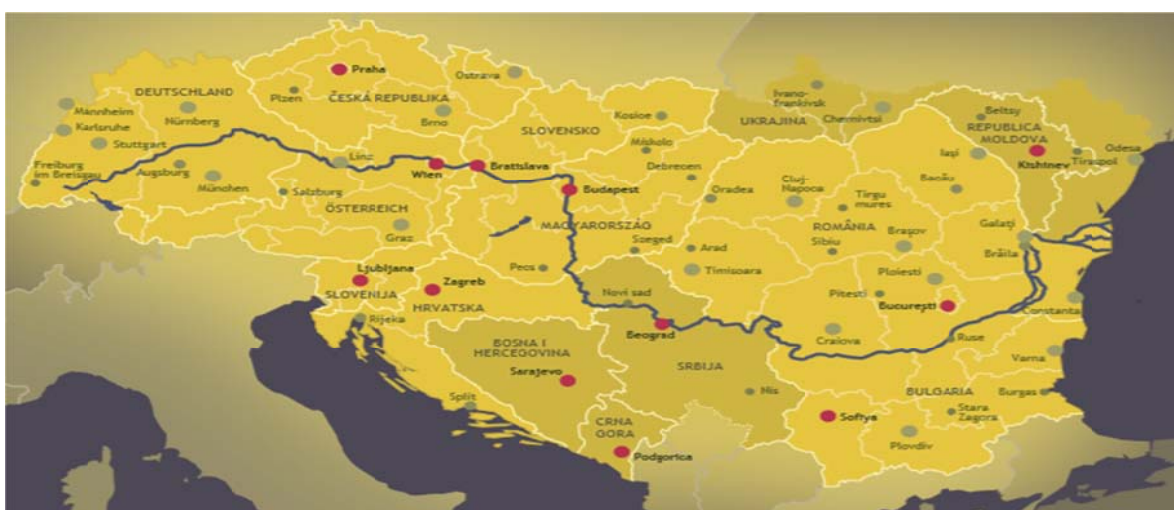 Praha
Ostrava
Plzen
DEUTSCHLAND
ČESKÁ REPUBLIKA
Mannheim
Nürnberg
Brno
Karlsruhe
Stuttgart
SLOVENSKO
Kosice
Ivano-
frankivsk
Chernivtsi
UKRAJINA
Beltsy
REPUBLICA
MOLDOVA
Kishinev
Tiraspol
Odesa
Freiburg
im Breisgau
Augsburg
München
Linz
Wien
Bratislava
Miskolc
Debrecen
Iaşi
Bacău
Salzburg
ÖSTERREICH
Graz
Budapest
MAGYARORSZÁG
Oradea
Cluj-
Napoca
Tirgu
mures
ROMÂNIA
Szeged
Arad
Sibiu
Braşov
Galaţi
Brăila
Pecs
Timisoara
Ljubljana
SLOVENIJA
Zagreb
HRVATSKA
Rijeka
Novi sad
Ploiesti
Pitesti
Bucureşti
Constanta
Beograd
Craiova
Ruse
BOSNA I
HERCEGOVINA
Sarajevo
SRBIJA
Nis
Varna
BULGARIA
Burgas
Split
CRNA
GORA
Podgorica
Sofiya
Stara
Zagora
Plovdiv